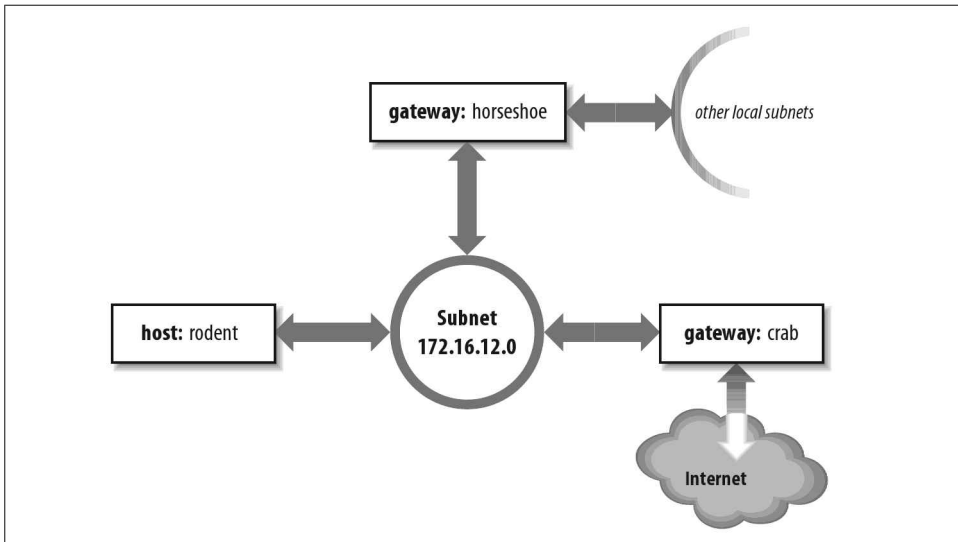 gateway: horseshoe
other local subnets
host: rodent
Subnet
172.16.12.0
gateway: crab
Internet